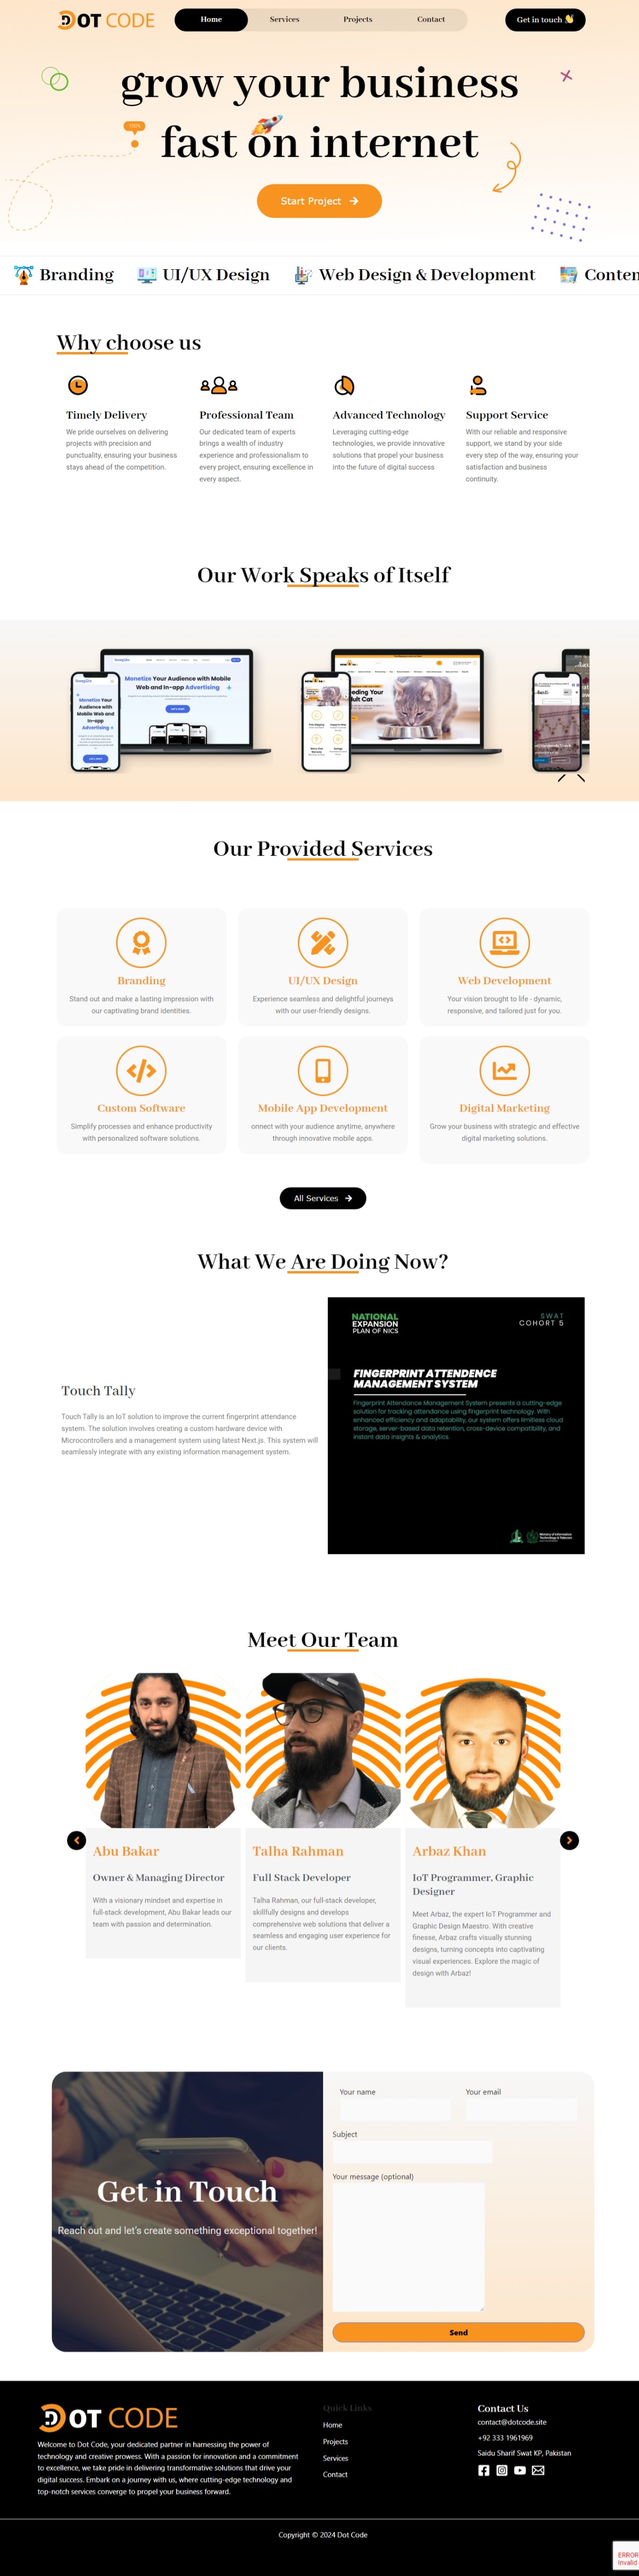 DOT CODE
Home Services Projects Contact
Get in touch 👋
grow your business
fast on internet
100%
Start Project →
Branding UI/UX Design Web Design & Development Conten
Why choose us
Timely Delivery
We pride ourselves on delivering
projects with precision and
punctuality, ensuring your business
stays ahead of the competition.
Professional Team
Our dedicated team of experts
brings a wealth of industry
experience and professionalism to
every project, ensuring excellence in
every aspect.
Advanced Technology
Leveraging cutting-edge
technologies, we provide innovative
solutions that propel your business
into the future of digital success
Support Service
With our reliable and responsive
support, we stand by your side
every step of the way, ensuring your
satisfaction and business
continuity.
Our Work Speaks of Itself
Monetize Your Audience with Mobile
Web and In-app Advertising
Monetize
Your Audience
with Mobile
Web and
In-app
Advertising
eding Your
ult Cat
Our Provided Services
Branding
Stand out and make a lasting impression with
our captivating brand identities.
UI/UX Design
Experience seamless and delightful journeys
with our user-friendly designs.
Web Development
Your vision brought to life - dynamic,
responsive, and tailored just for you.
Custom Software
Simplify processes and enhance productivity
with personalized software solutions.
Mobile App Development
onnect with your audience anytime, anywhere
through innovative mobile apps.
Digital Marketing
Grow your business with strategic and effective
digital marketing solutions.
All Services →
What We Are Doing Now?
Touch Tally
Touch Tally is an IoT solution to improve the current fingerprint attendance
system. The solution involves creating a custom hardware device with
Microcontrollers and a management system using latest Next.js. This system will
seamlessly integrate with any existing information management system.
NATIONAL
EXPANSION
PLAN OF NICS
SWAT
COHORT 5
FINGERPRINT ATTENDENCE
MANAGEMENT SYSTEM
Fingerprint Attendance Management System presents a cutting-edge
solution for tracking attendance using fingerprint technology. With
enhanced efficiency and adaptability, our system offers limitless cloud
storage, server-based data retention, cross-device compatibility, and
instant data insights & analytics.
Ministry of Information
Technology & Telecom
Meet Our Team
Abu Bakar
Owner & Managing Director
With a visionary mindset and expertise in
full-stack development, Abu Bakar leads our
team with passion and determination.
Talha Rahman
Full Stack Developer
Talha Rahman, our full-stack developer,
skillfully designs and develops
comprehensive web solutions that deliver a
seamless and engaging user experience for
our clients.
Arbaz Khan
IoT Programmer, Graphic
Designer
Meet Arbaz, the expert IoT Programmer and
Graphic Design Maestro. With creative
finesse, Arbaz crafts visually stunning
designs, turning concepts into captivating
visual experiences. Explore the magic of
design with Arbaz!
Get in Touch
Reach out and let's create something exceptional together!
Your name
Your email
Subject
Your message (optional)
Send
DOT CODE
Welcome to Dot Code, your dedicated partner in harnessing the power of
technology and creative prowess. With a passion for innovation and a commitment
to excellence, we take pride in delivering transformative solutions that drive your
digital success. Embark on a journey with us, where cutting-edge technology and
top-notch services converge to propel your business forward.
Quick Links
Home
Projects
Services
Contact
Contact Us
contact@dotcode.site
+92 333 1961969
Saidu Sharif Swat KP, Pakistan
Copyright © 2024 Dot Code
ERROR
Invalid